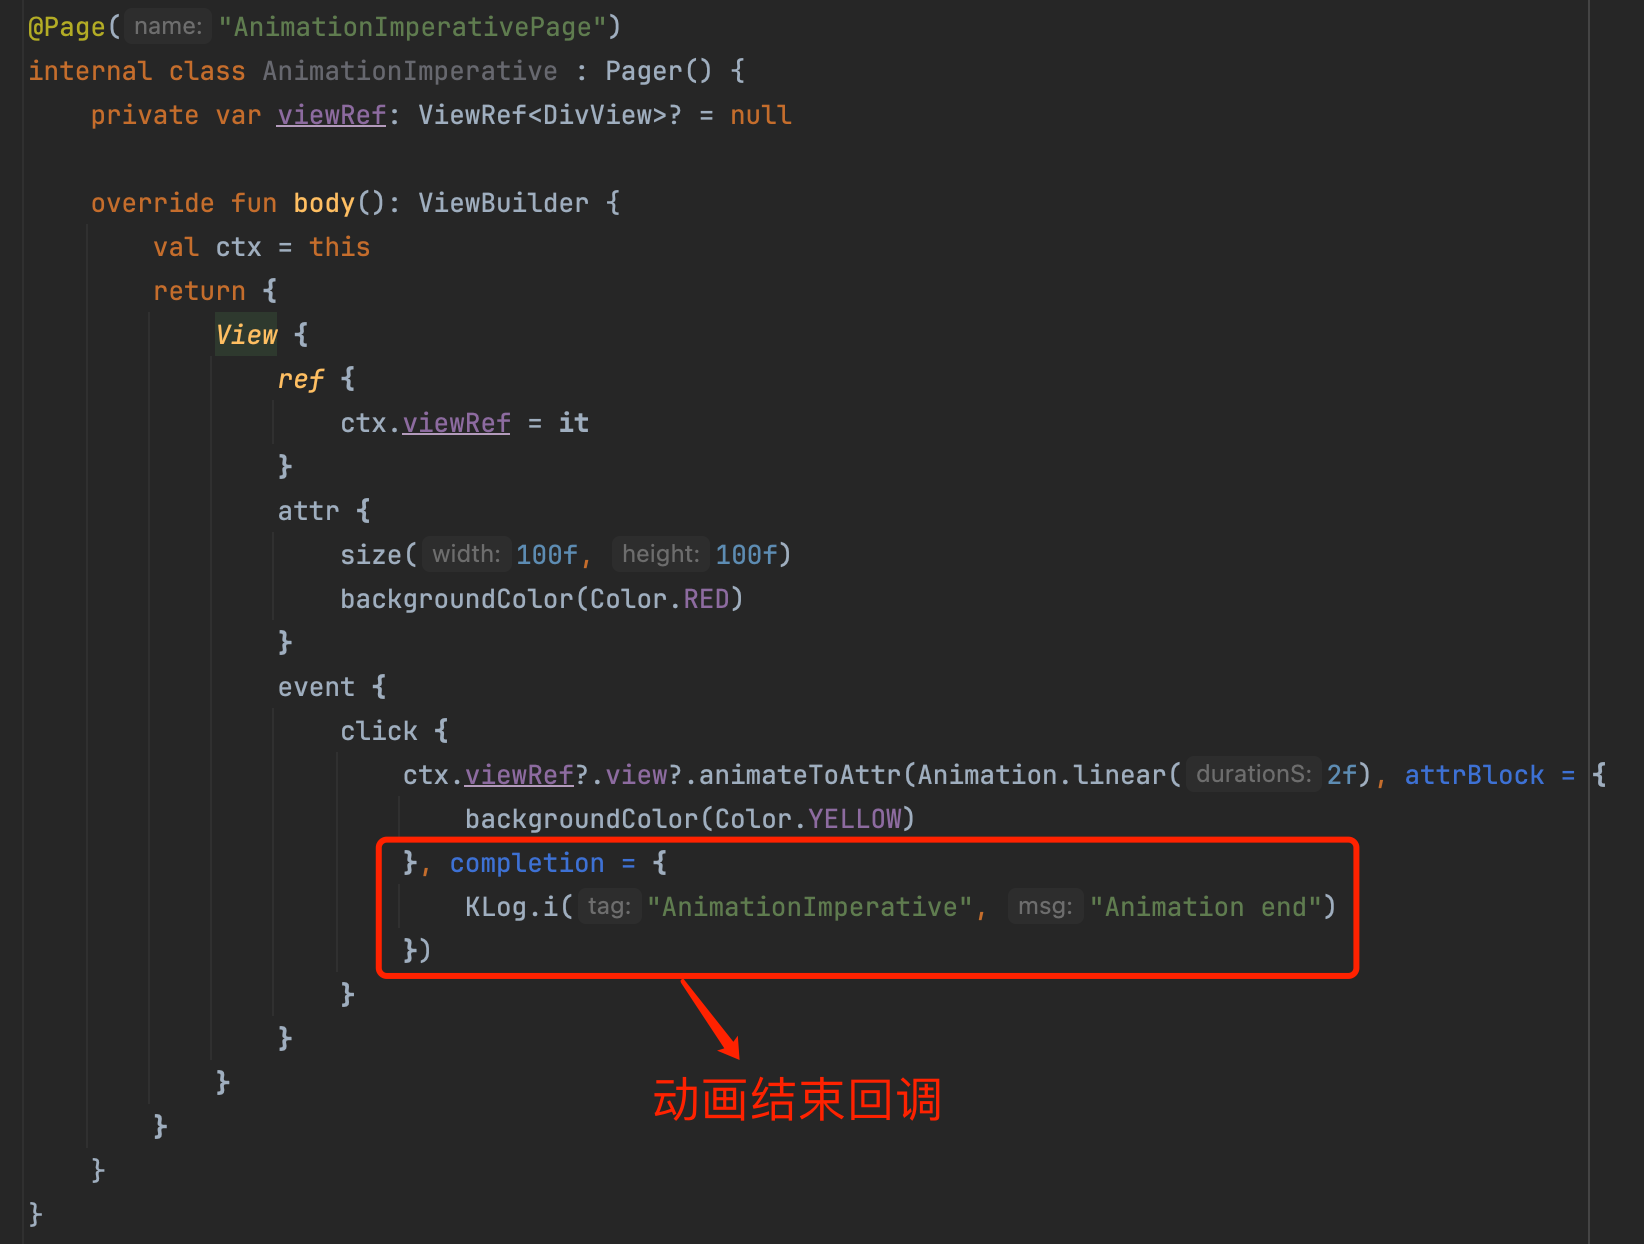 @Page( name: "AnimationImperativePage")
internal class AnimationImperative : Pager() {
    private var viewRef: ViewRef<DivView>? = null

    override fun body(): ViewBuilder {
        val ctx = this
        return {
            View {
                ref {
                    ctx.viewRef = it
                }
                attr {
                    size( width: 100f, height: 100f)
                    backgroundColor(Color.RED)
                }
                event {
                    click {
                        ctx.viewRef?.view?.animateToAttr(Animation.linear( durationS: 2f), attrBlock = {
                            backgroundColor(Color.YELLOW)
                        }, completion = {
                            KLog.i( tag: "AnimationImperative", msg: "Animation end")
                        })
                    }
                }
            }
        }
    }
}
动画结束回调